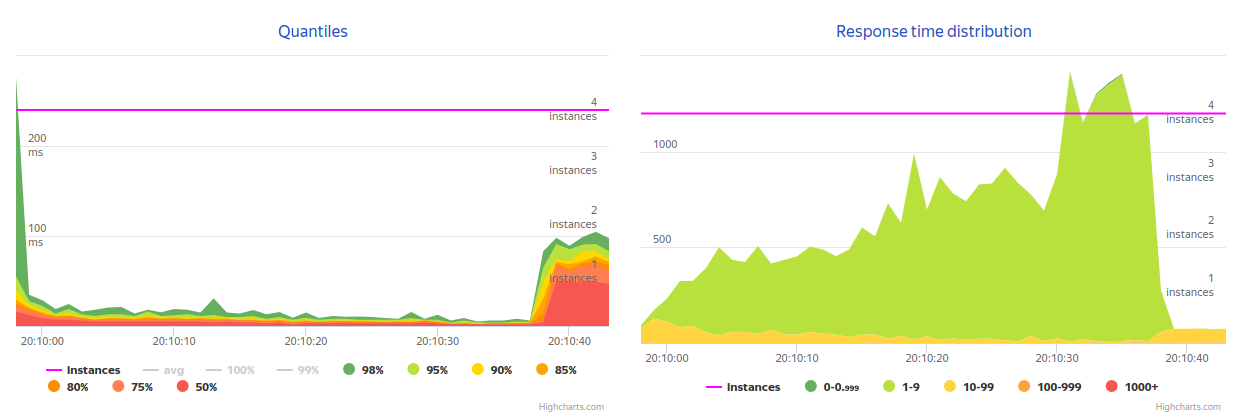 Quantiles
4
instances
200
ms
3
instances
2
instances
100
ms
1
instances
20:10:00
20:10:10
20:10:20
20:10:30
20:10:40
Instances avg 100% 99% 98% 95% 90% 85%
80% 75% 50%
Highcharts.com
Response time distribution
4
instances
1000
3
instances
2
instances
500
1
instances
20:10:00
20:10:10
20:10:20
20:10:30
20:10:40
Instances 0-0.999 1-9 10-99 100-999 1000+
Highcharts.com